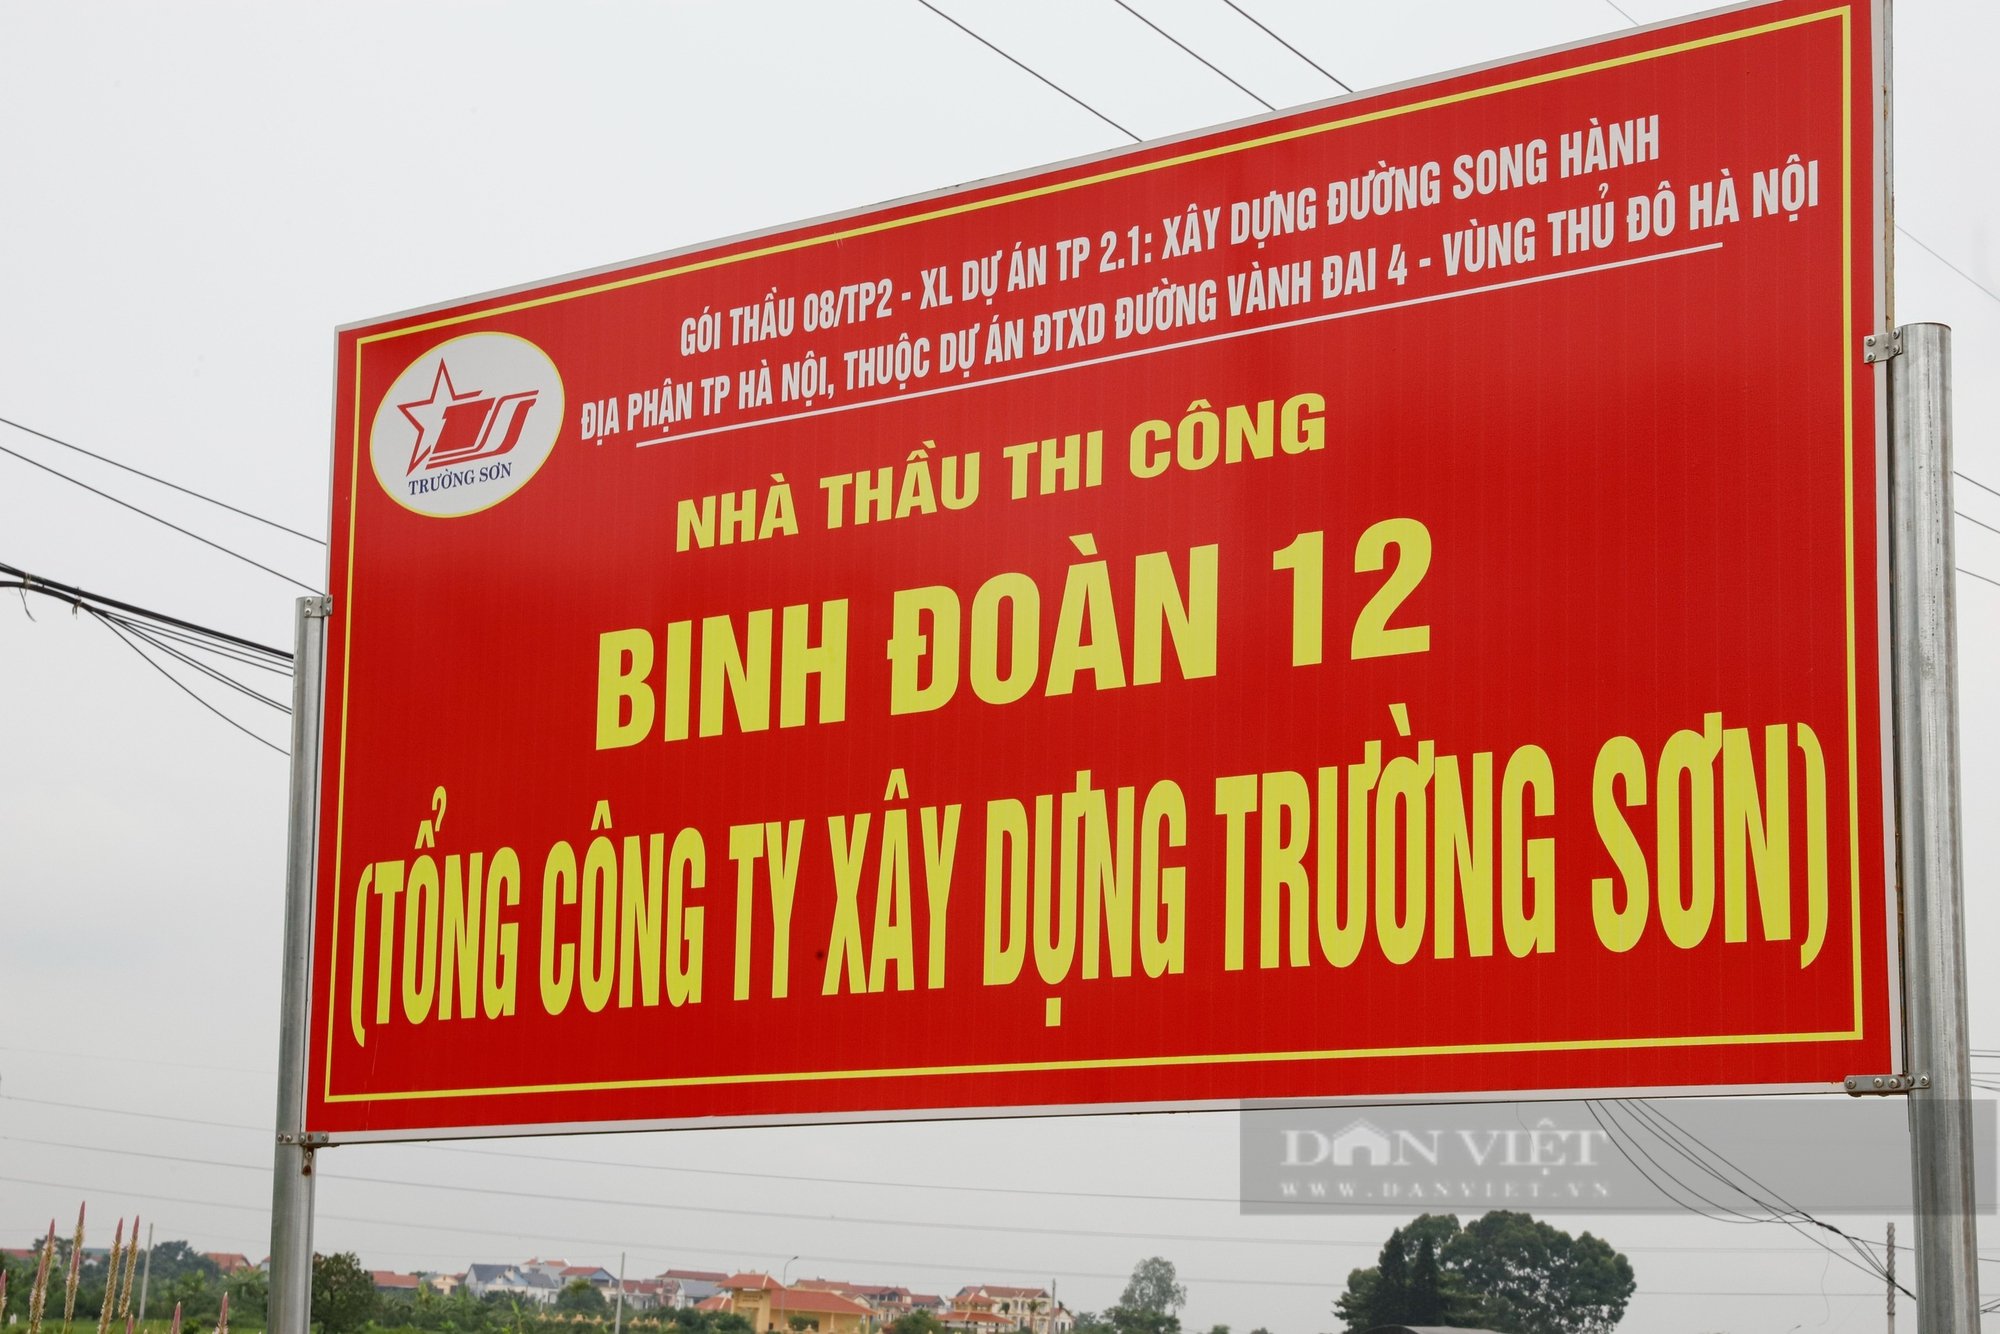 GÓI THẦU 08/TP2 - XL DỰ ÁN TP 2.1: XÂY DỰNG ĐƯỜNG SONG HÀNH
ĐỊA PHẬN TP HÀ NỘI, THUỘC DỰ ÁN ĐTXD ĐƯỜNG VÀNH ĐAI 4 - VÙNG THỦ ĐÔ HÀ NỘI
TS
TRƯỜNG SƠN
NHÀ THẦU THI CÔNG
BINH ĐOÀN 12
(TỔNG CÔNG TY XÂY DỰNG TRƯỜNG SƠN)
DÂN VIỆT
WWW.DANVIET.VN